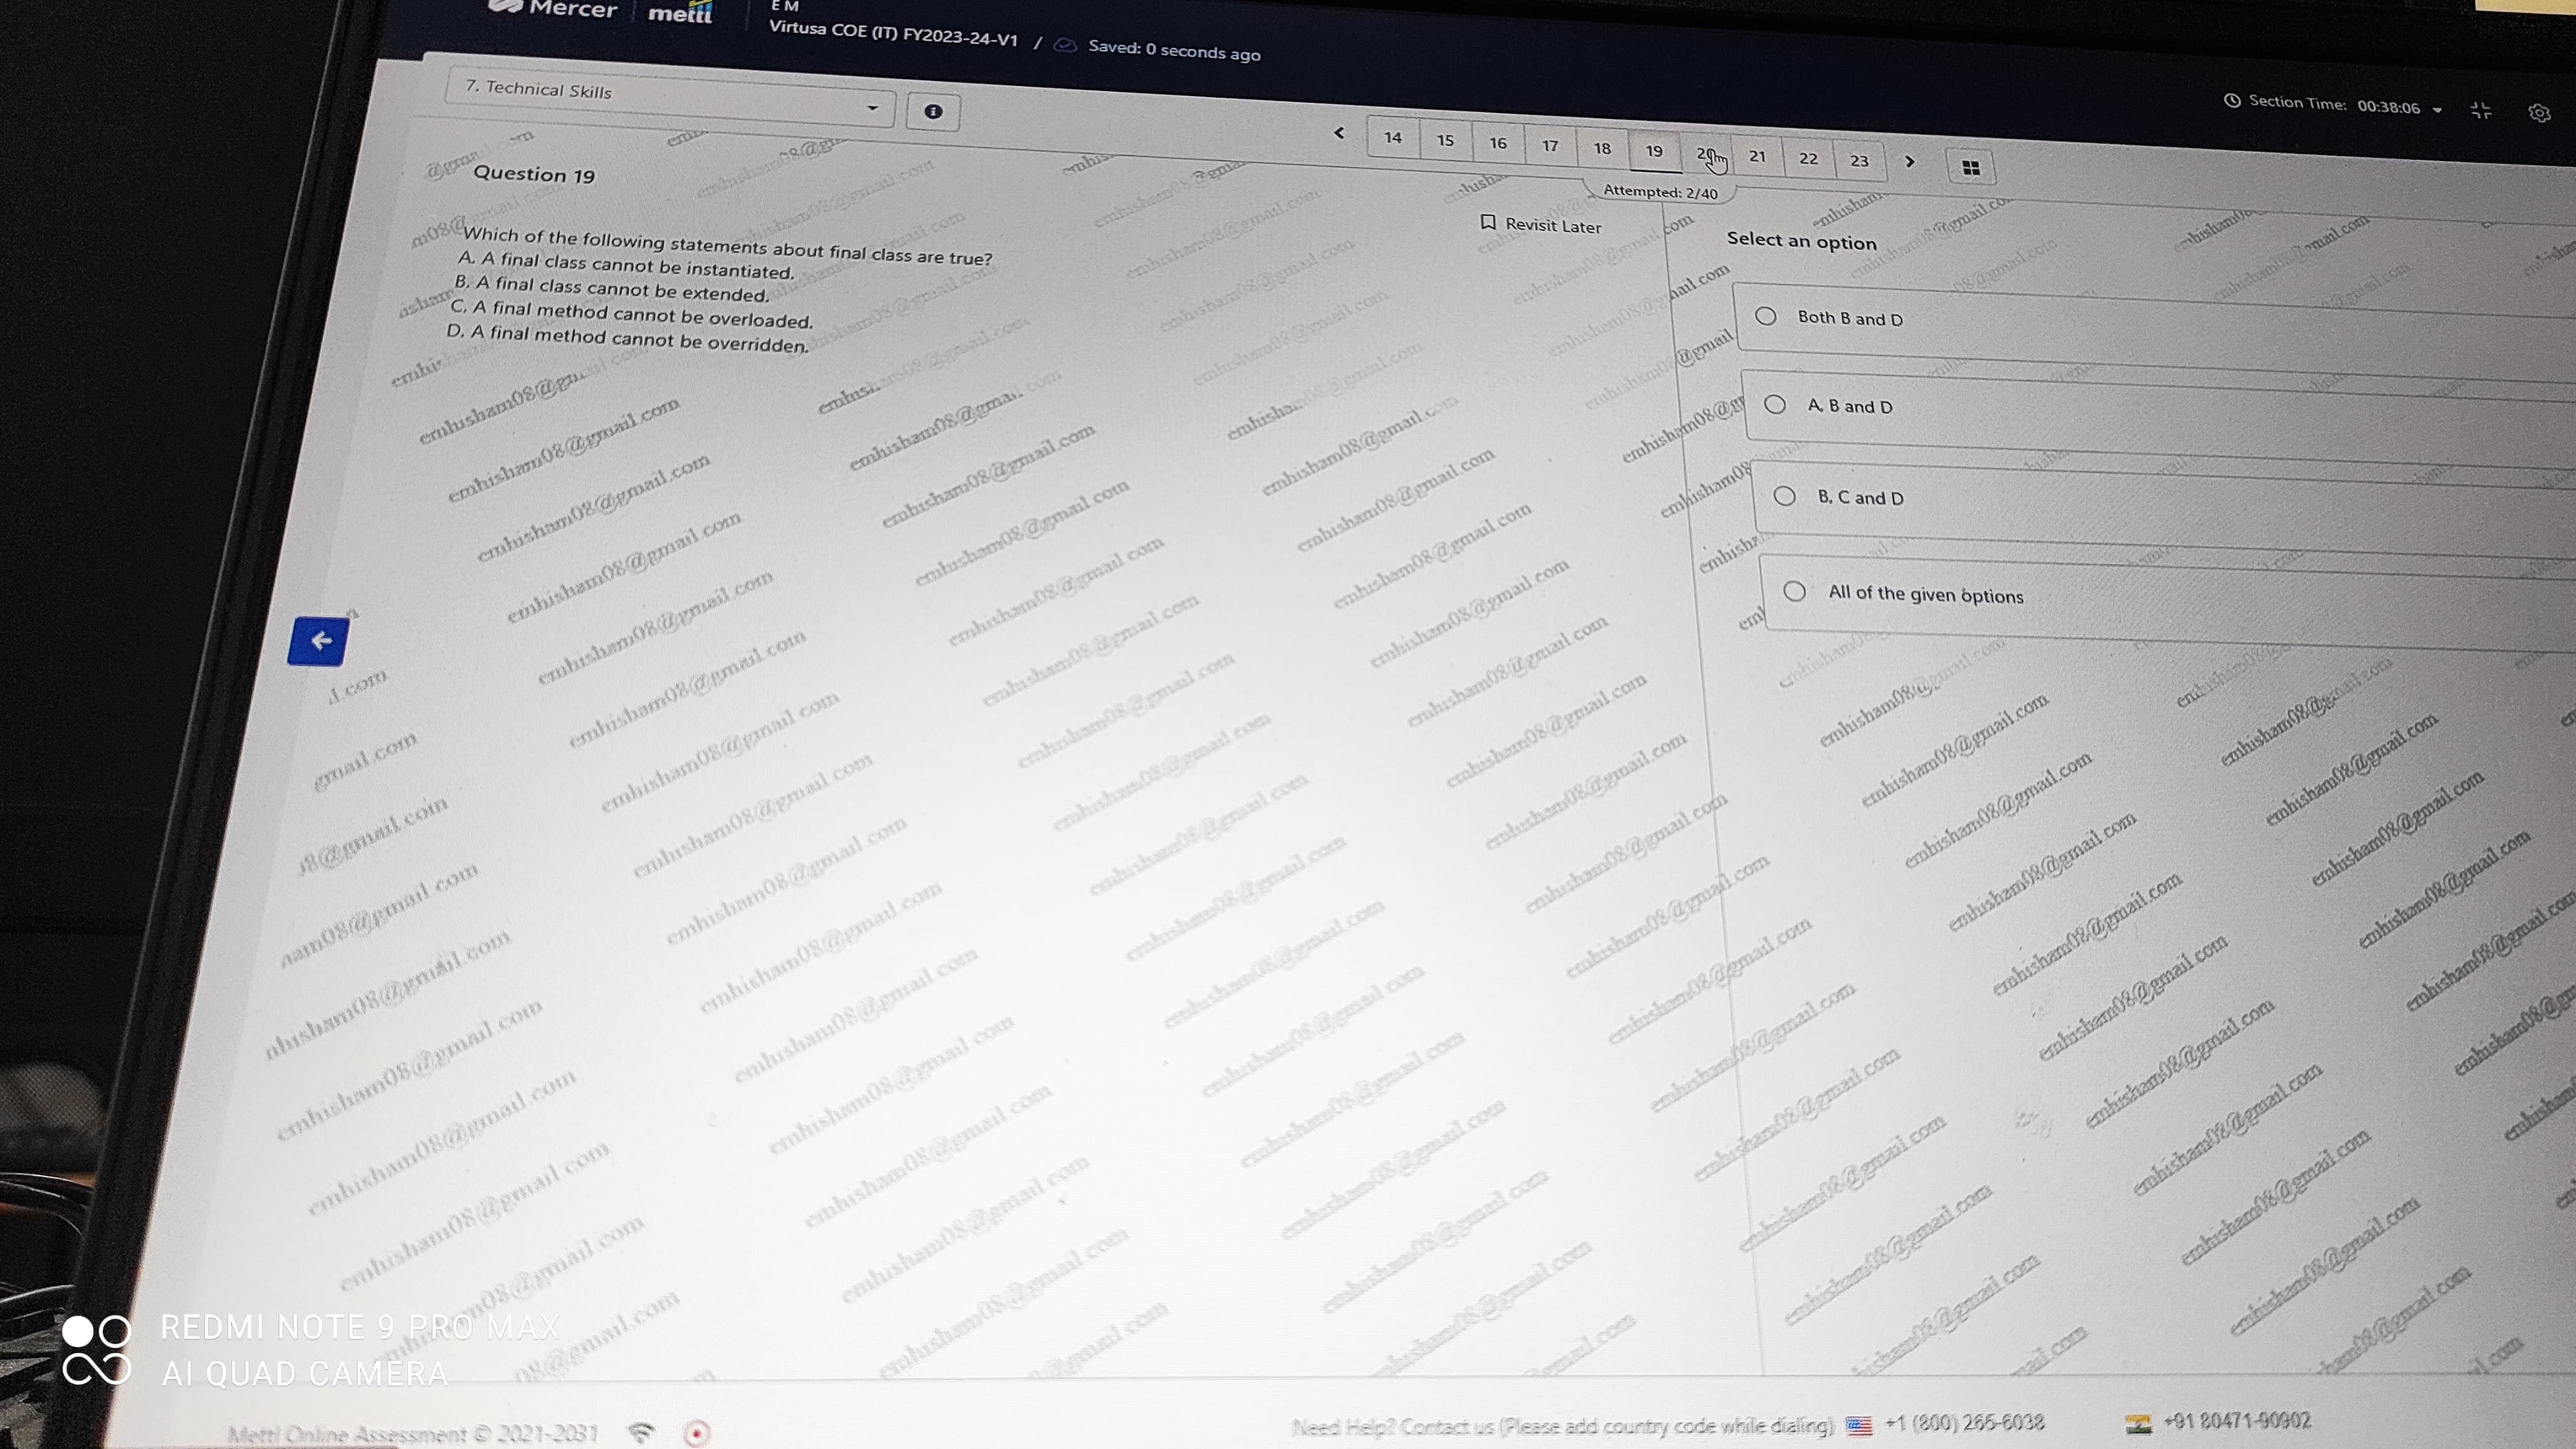 Mercer | mettl
E M
Virtusa COE (IT) FY2023-24-V1 / Saved: 0 seconds ago
7. Technical Skills
Section Time: 00:38:06
14 15 16 17 18 19 20 21 22 23
Attempted: 2/40
Question 19
Revisit Later
Which of the following statements about final class are true?
A. A final class cannot be instantiated.
B. A final class cannot be extended.
C. A final method cannot be overloaded.
D. A final method cannot be overridden.
Select an option
Both B and D
A, B and D
B, C and D
All of the given options
emhisham08@gmail.com
REDMI NOTE 9 PRO MAX
AI QUAD CAMERA
Mettl Online Assessment © 2021-2031
Need Help? Contact us (Please add country code while dialing) +1 (800) 265-6038 +91 80471-90902